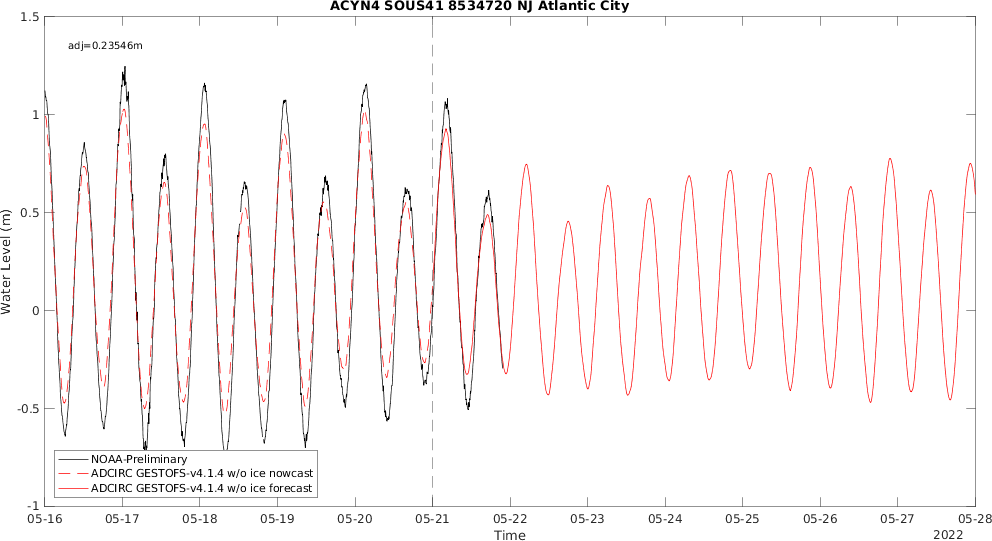 ACYN4 SOUS41 8534720 NJ Atlantic City
1.5
adj=0.23546m
1
0.5
0
-0.5
-1
Water Level (m)
NOAA-Preliminary
ADCIRC GESTOFS-v4.1.4 w/o ice nowcast
ADCIRC GESTOFS-v4.1.4 w/o ice forecast
05-16 05-17 05-18 05-19 05-20 05-21 05-22 05-23 05-24 05-25 05-26 05-27 05-28
Time
2022